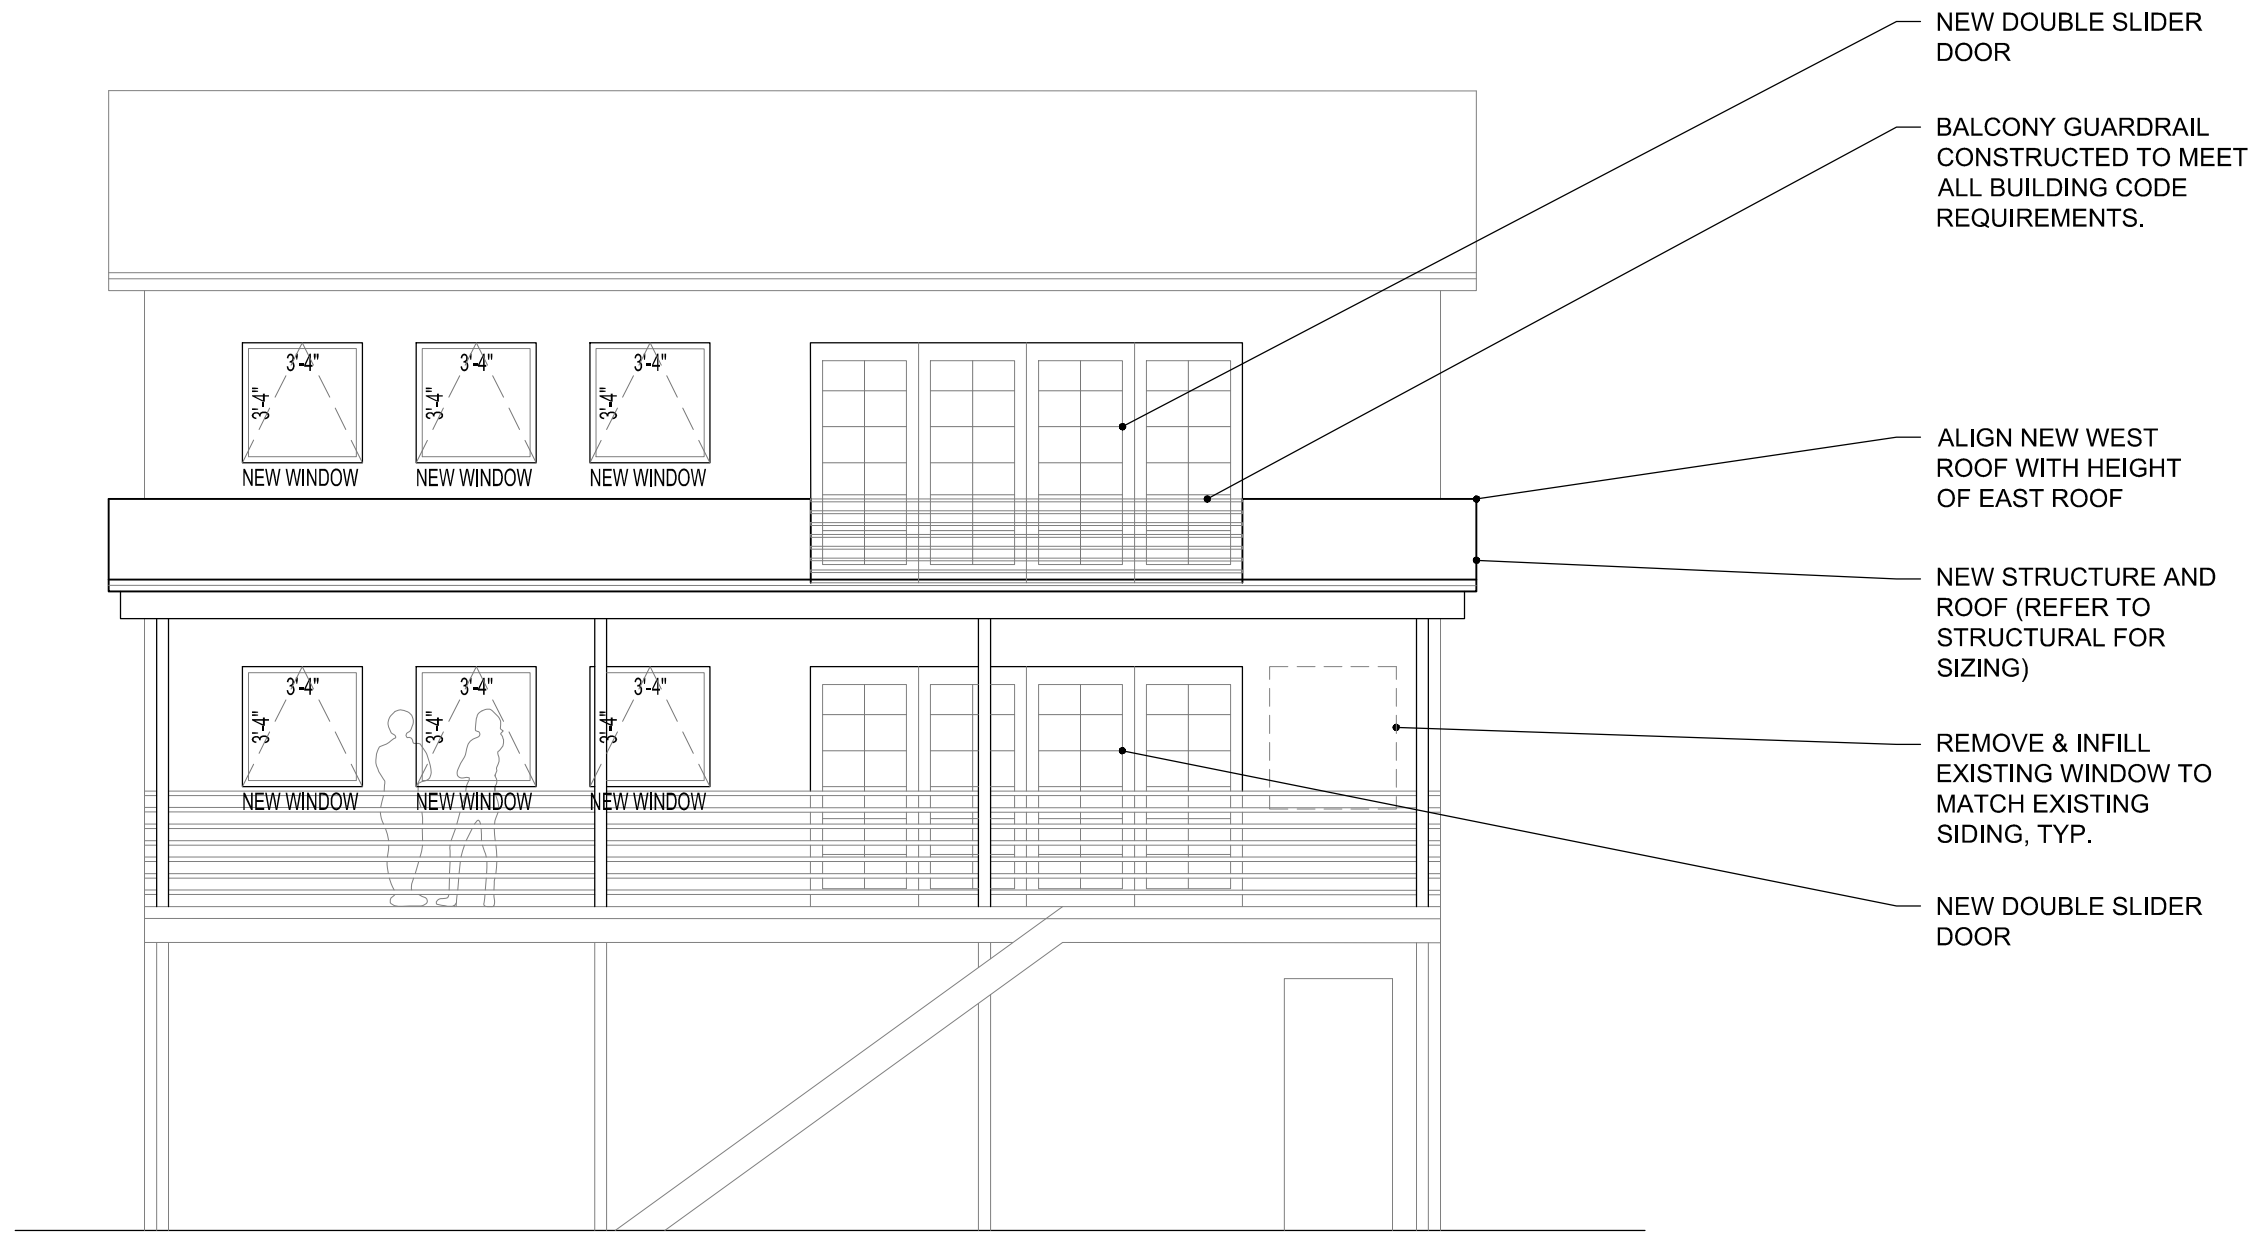 NEW DOUBLE SLIDER
DOOR
BALCONY GUARDRAIL
CONSTRUCTED TO MEET
ALL BUILDING CODE
REQUIREMENTS.
3'-4"
3'-4"
NEW WINDOW
3'-4"
3'-4"
NEW WINDOW
3'-4"
3'-4"
NEW WINDOW
ALIGN NEW WEST
ROOF WITH HEIGHT
OF EAST ROOF
NEW STRUCTURE AND
ROOF (REFER TO
STRUCTURAL FOR
SIZING)
3'-4"
3'-4"
NEW WINDOW
3'-4"
3'-4"
NEW WINDOW
3'-4"
3'-4"
NEW WINDOW
REMOVE & INFILL
EXISTING WINDOW TO
MATCH EXISTING
SIDING, TYP.
NEW DOUBLE SLIDER
DOOR